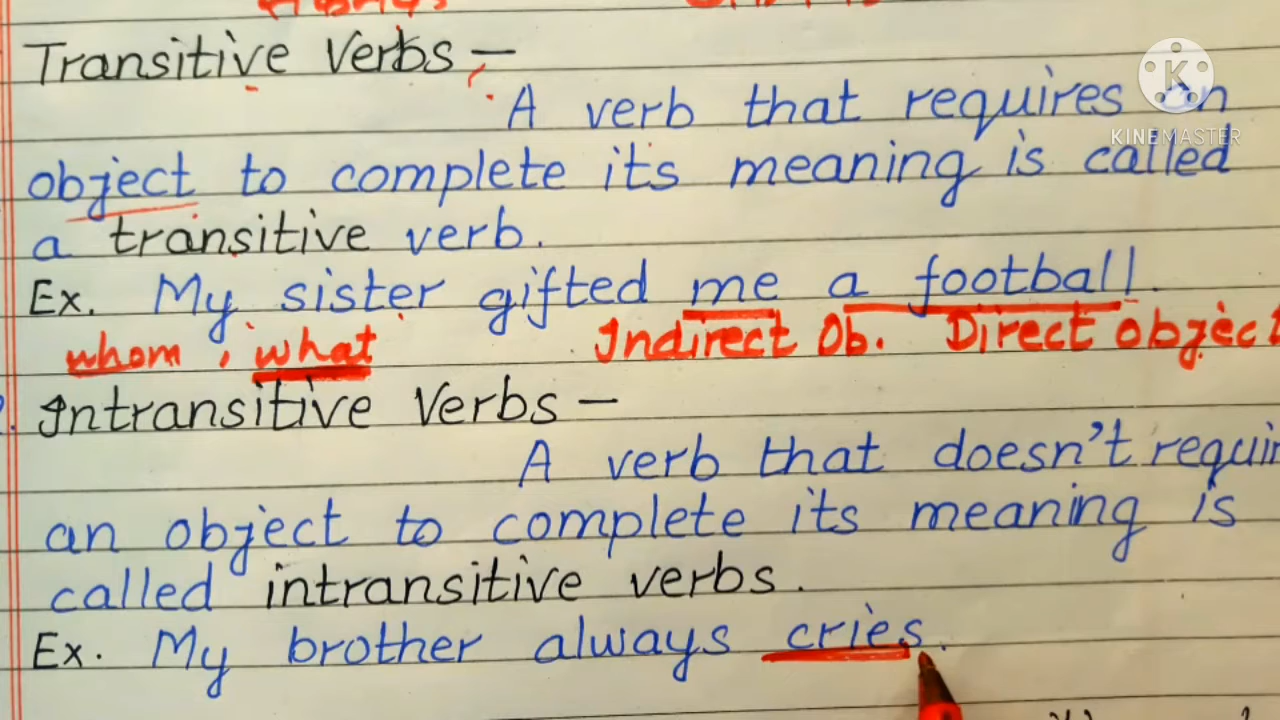 Transitive Verbs –
A verb that requires an
KINEMASTER
object to complete its meaning is called
a transitive verb.
Ex. My sister gifted me a football.
whom, what Indirect Ob. Direct object
Intransitive Verbs –
A verb that doesn't requir
an object to complete its meaning is
called intransitive verbs.
Ex. My brother always cries.